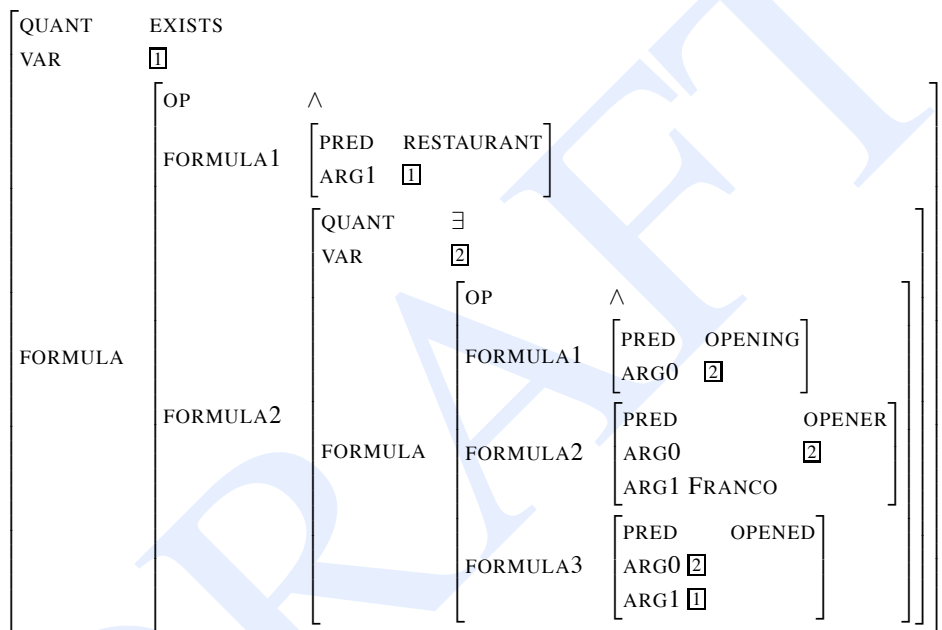 QUANT EXISTS
VAR 1
OP ∧
FORMULA1 PRED RESTAURANT
ARG1 1
QUANT ∃
VAR 2
OP ∧
FORMULA1 PRED OPENING
ARG0 2
FORMULA
FORMULA2
FORMULA
FORMULA2 PRED OPENER
ARG0 2
ARG1 FRANCO
FORMULA3 PRED OPENED
ARG0 2
ARG1 1
DRAFT